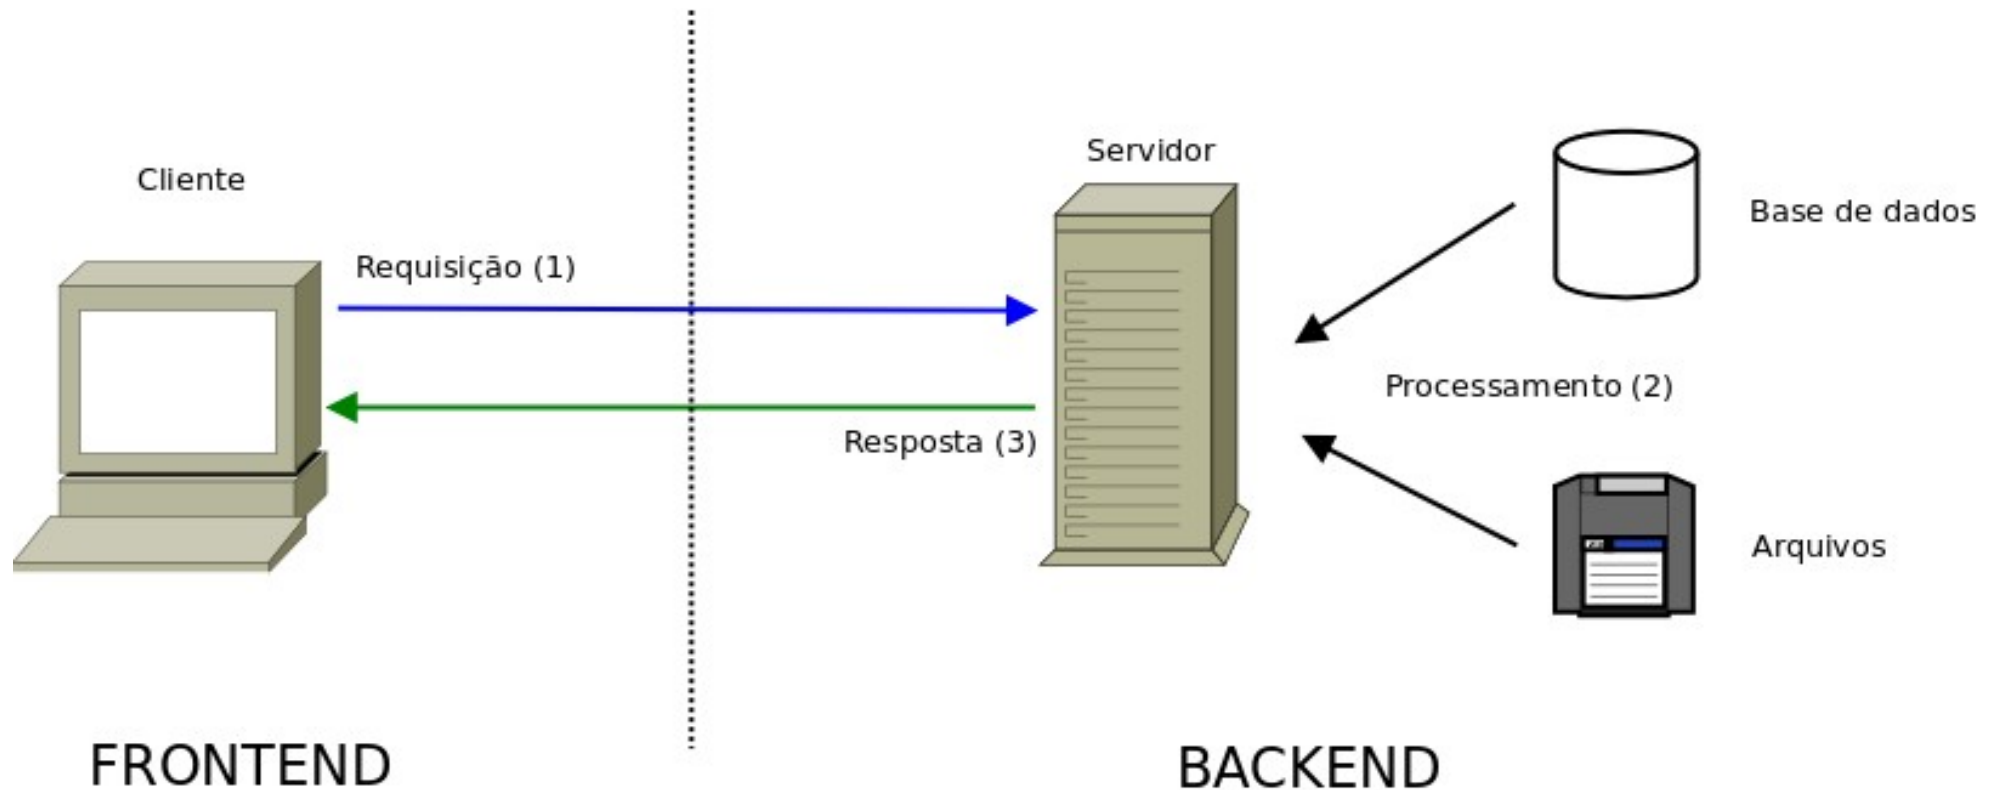 Cliente
Servidor
Requisição (1)
Resposta (3)
Base de dados
Processamento (2)
Arquivos
FRONTEND
BACKEND